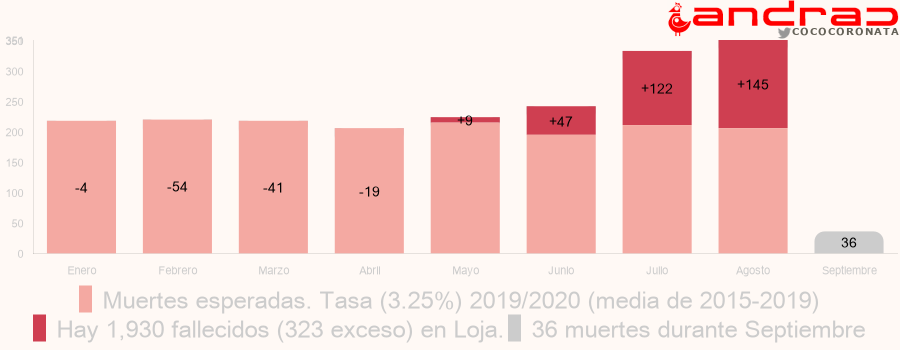 andrac
COCOCORONATA
350
300
250
200
150
100
50
0
-4
-54
-41
-19
+9
+47
+122
+145
36
Enero
Febrero
Marzo
Abril
Mayo
Junio
Julio
Agosto
Septiembre
Muertes esperadas. Tasa (3.25%) 2019/2020 (media de 2015-2019)
Hay 1,930 fallecidos (323 exceso) en Loja. 36 muertes durante Septiembre